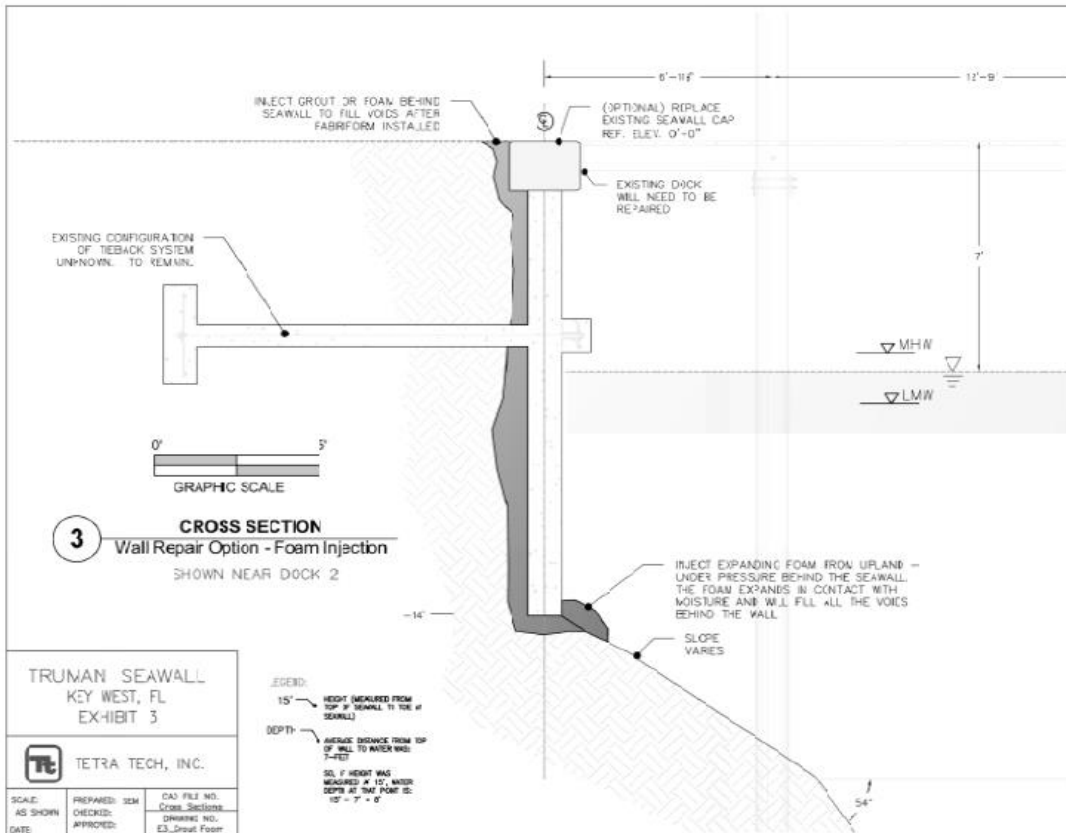 6'-11½"
12'-9"
INJECT GROUT OR FOAM BEHIND
SEAWALL TO FILL VOIDS AFTER
FABRIFORM INSTALLED
(OPTIONAL) REPLACE
EXISTING SEAWALL CAP
REF. ELEV. 0'-0"
EXISTING DOCK
WILL NEED TO BE
REPAIRED
EXISTING CONFIGURATION
OF TIEBACK SYSTEM
UNKNOWN. TO REMAIN.
7'
MHW
LMW
0'
5'
GRAPHIC SCALE
3
CROSS SECTION
Wall Repair Option - Foam Injection
SHOWN NEAR DOCK 2
INJECT EXPANDING FOAM FROM UPLAND –
UNDER PRESSURE BEHIND THE SEAWALL.
THE FOAM EXPANDS IN CONTACT WITH
MOISTURE AND WILL FILL ALL THE VOIDS
BEHIND THE WALL
-14'
SLOPE
VARIES
TRUMAN SEAWALL
KEY WEST, FL
EXHIBIT 3
Tt
TETRA TECH, INC.
SCALE:
AS SHOWN
DATE:
PREPARED: SEM
CHECKED:
APPROVED:
CAD FILE NO.
Cross Sections
DRAWING NO.
E3_Grout Foam
LEGEND:
15'
HEIGHT (MEASURED FROM
TOP OF SEAWALL TO TOE OF
SEAWALL)
DEPTH
AVERAGE DISTANCE FROM TOP
OF WALL TO WATER WAS:
7-FEET
SO, IF HEIGHT WAS
MEASURED AT 15', WATER
DEPTH AT THAT POINT IS:
15' - 7' = 8'
54°